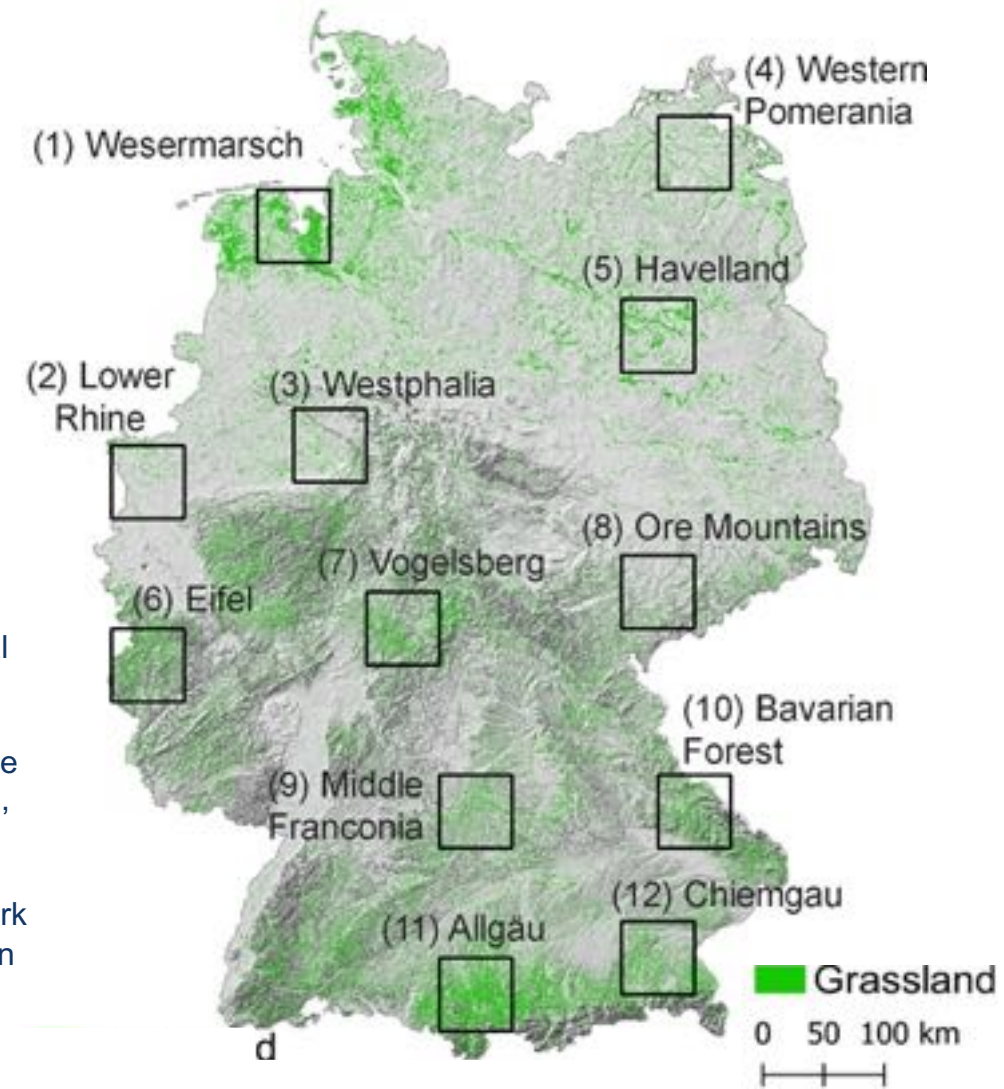 (4) Western
Pomerania
(1) Wesermarsch
(5) Havelland
(2) Lower
Rhine
(3) Westphalia
(8) Ore Mountains
(7) Vogelsberg
(6) Eifel
l
(10) Bavarian
Forest
e
,
(9) Middle
Franconia
(12) Chiemgau
rk
(11) Allgäu
n
Grassland
0 50 100 km
d